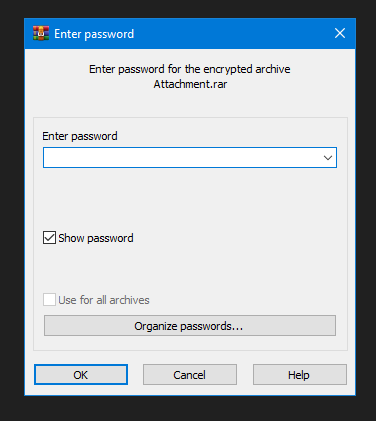 Enter password
Enter password for the encrypted archive
Attachment.rar
Enter password
Show password
Use for all archives
Organize passwords...
OK
Cancel
Help